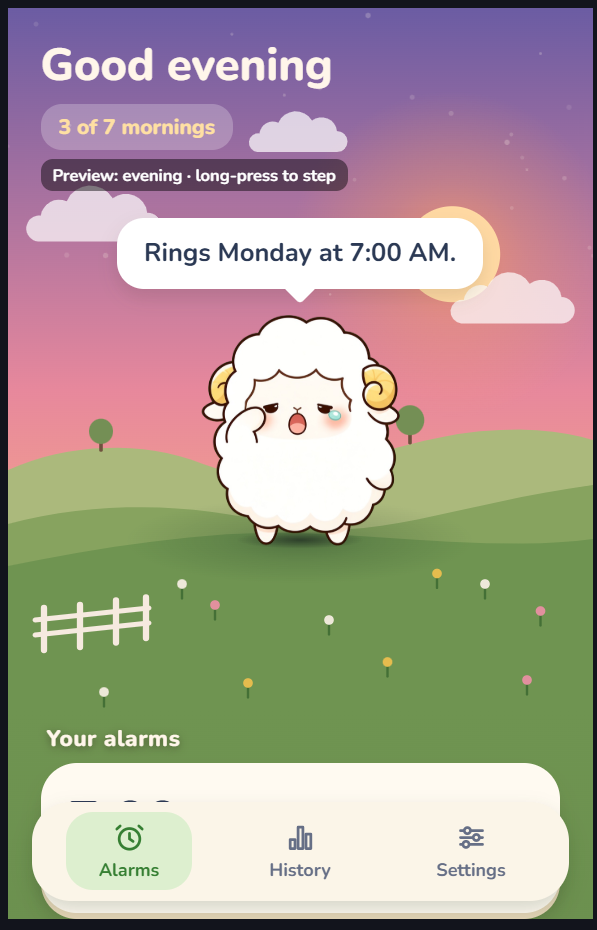 Good evening
3 of 7 mornings
Preview: evening · long-press to step
Rings Monday at 7:00 AM.
Your alarms
Alarms
History
Settings